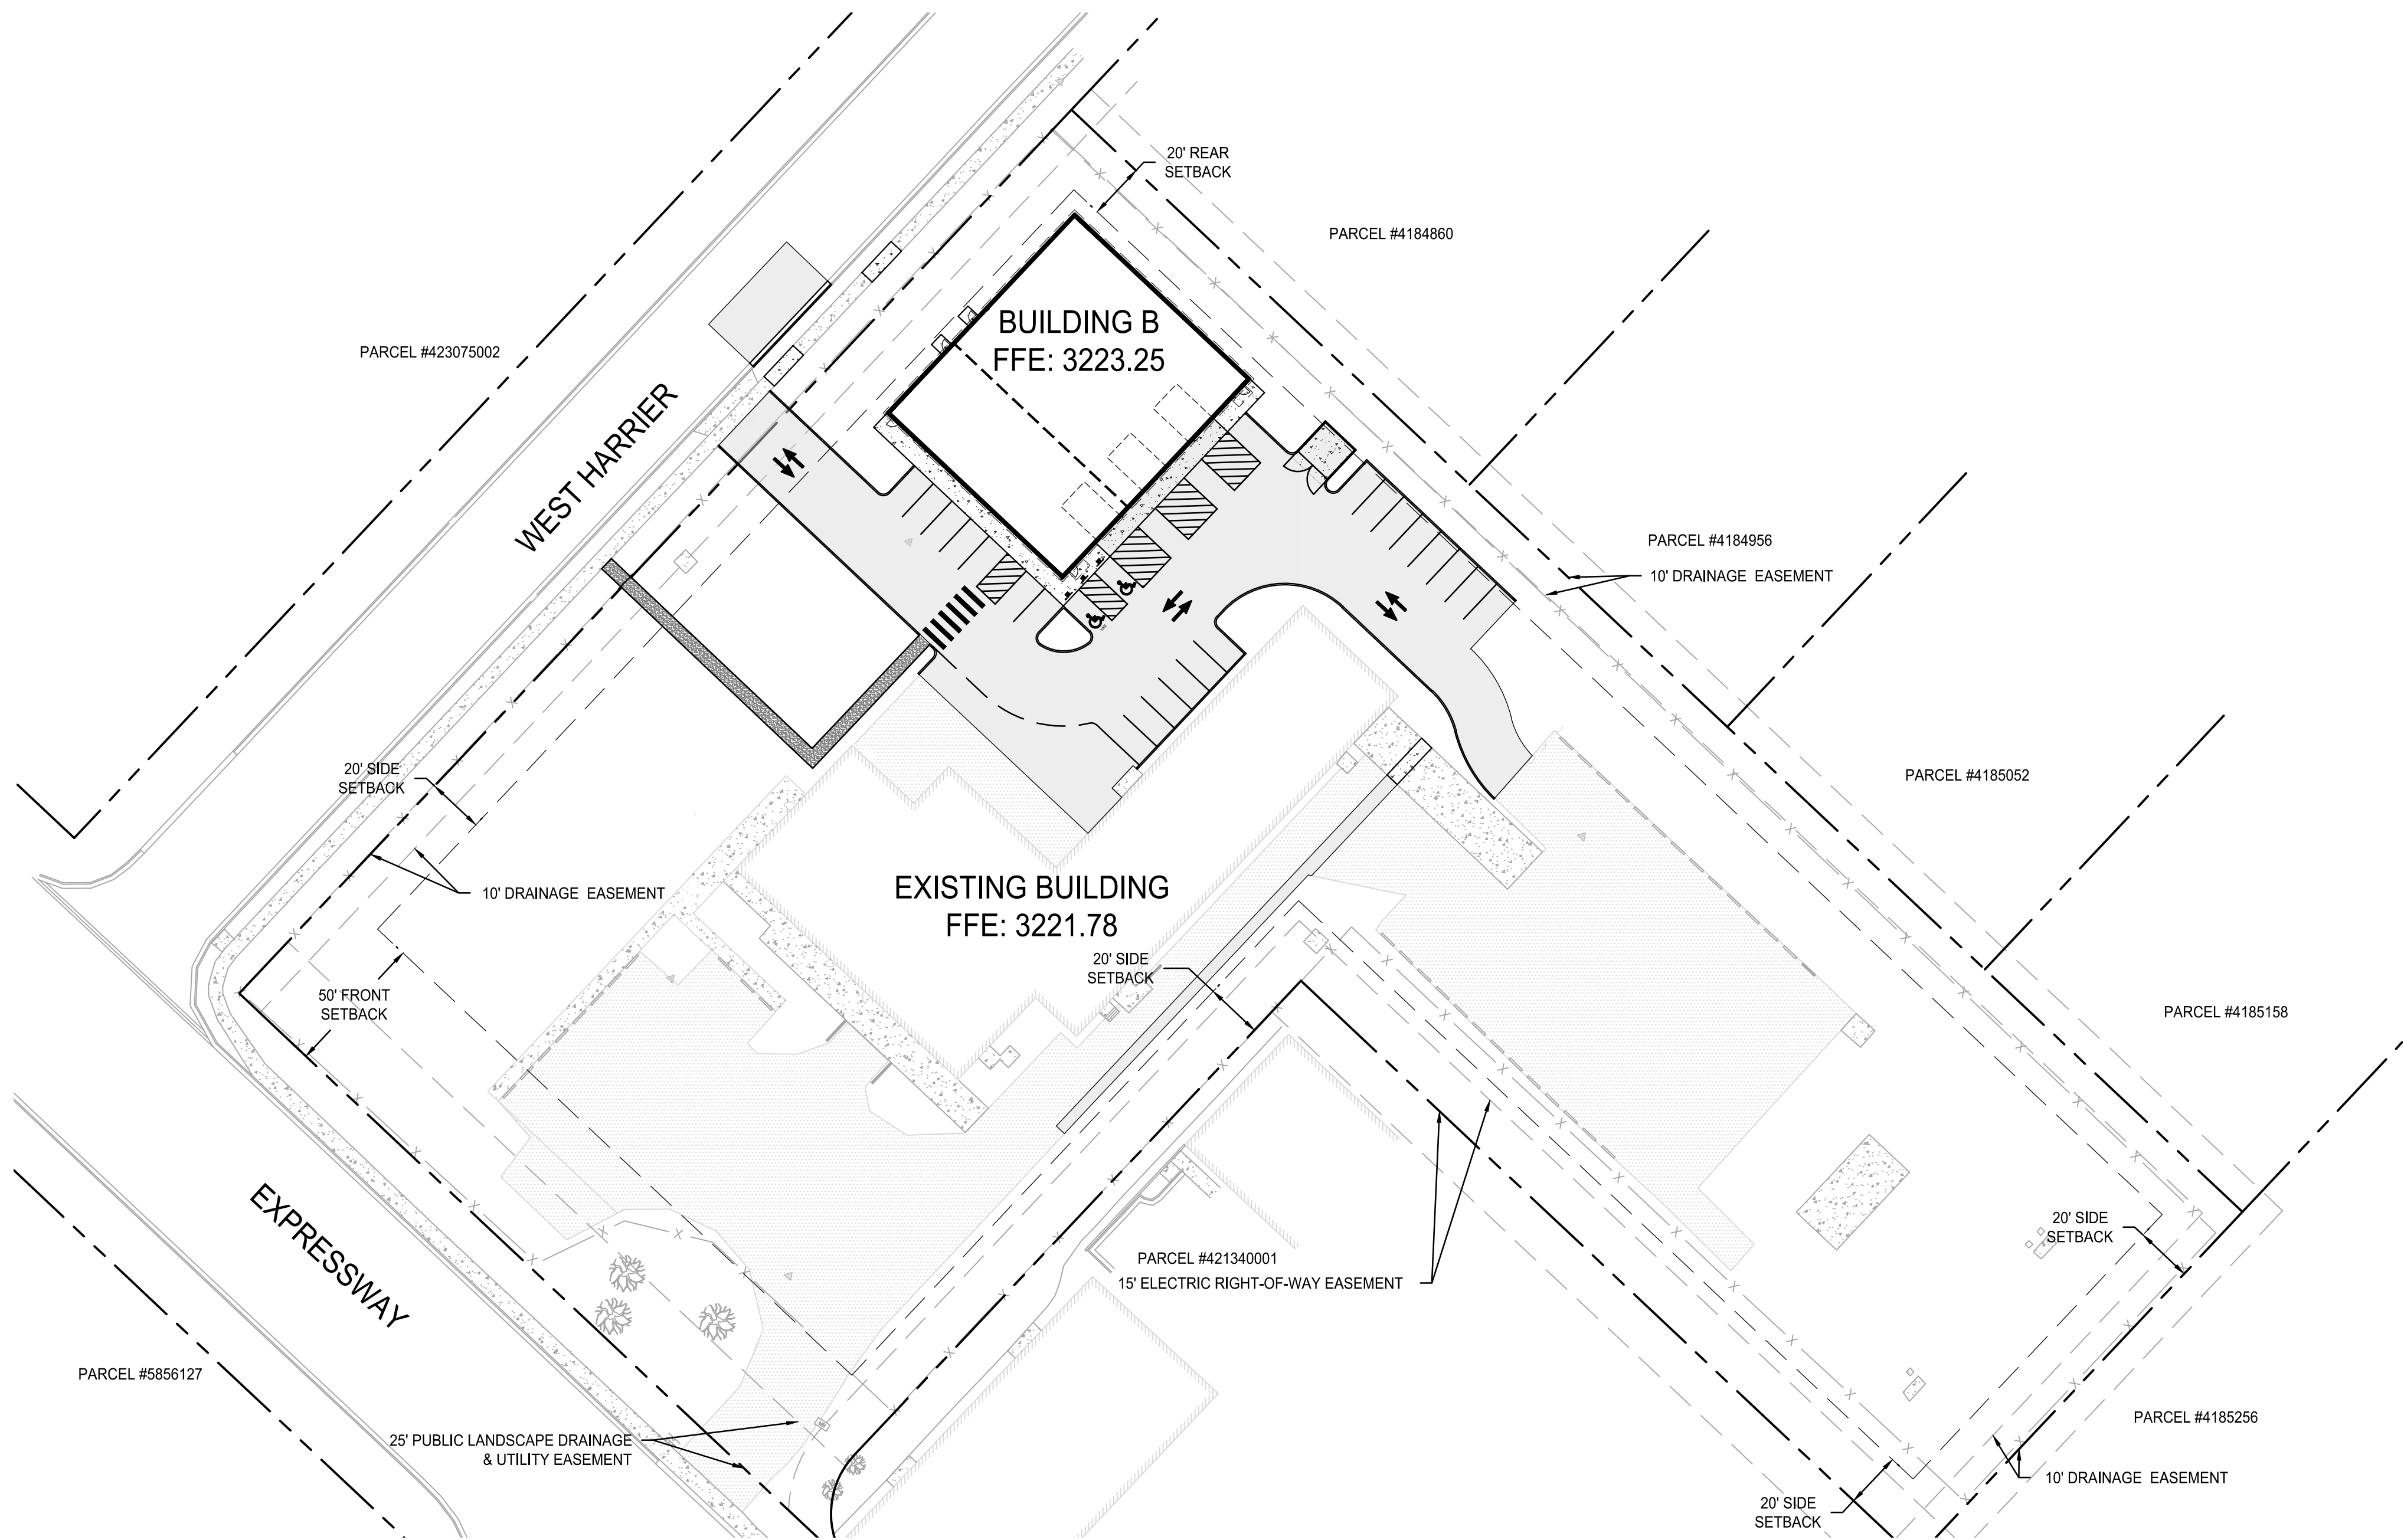 20' REAR
SETBACK
PARCEL #4184860
BUILDING B
FFE: 3223.25
PARCEL #423075002
WEST HARRIER
PARCEL #4184956
10' DRAINAGE EASEMENT
20' SIDE
SETBACK
PARCEL #4185052
10' DRAINAGE EASEMENT
EXISTING BUILDING
FFE: 3221.78
20' SIDE
SETBACK
50' FRONT
SETBACK
PARCEL #4185158
EXPRESSWAY
20' SIDE
SETBACK
PARCEL #421340001
15' ELECTRIC RIGHT-OF-WAY EASEMENT
PARCEL #5856127
25' PUBLIC LANDSCAPE DRAINAGE
& UTILITY EASEMENT
PARCEL #4185256
10' DRAINAGE EASEMENT
20' SIDE
SETBACK